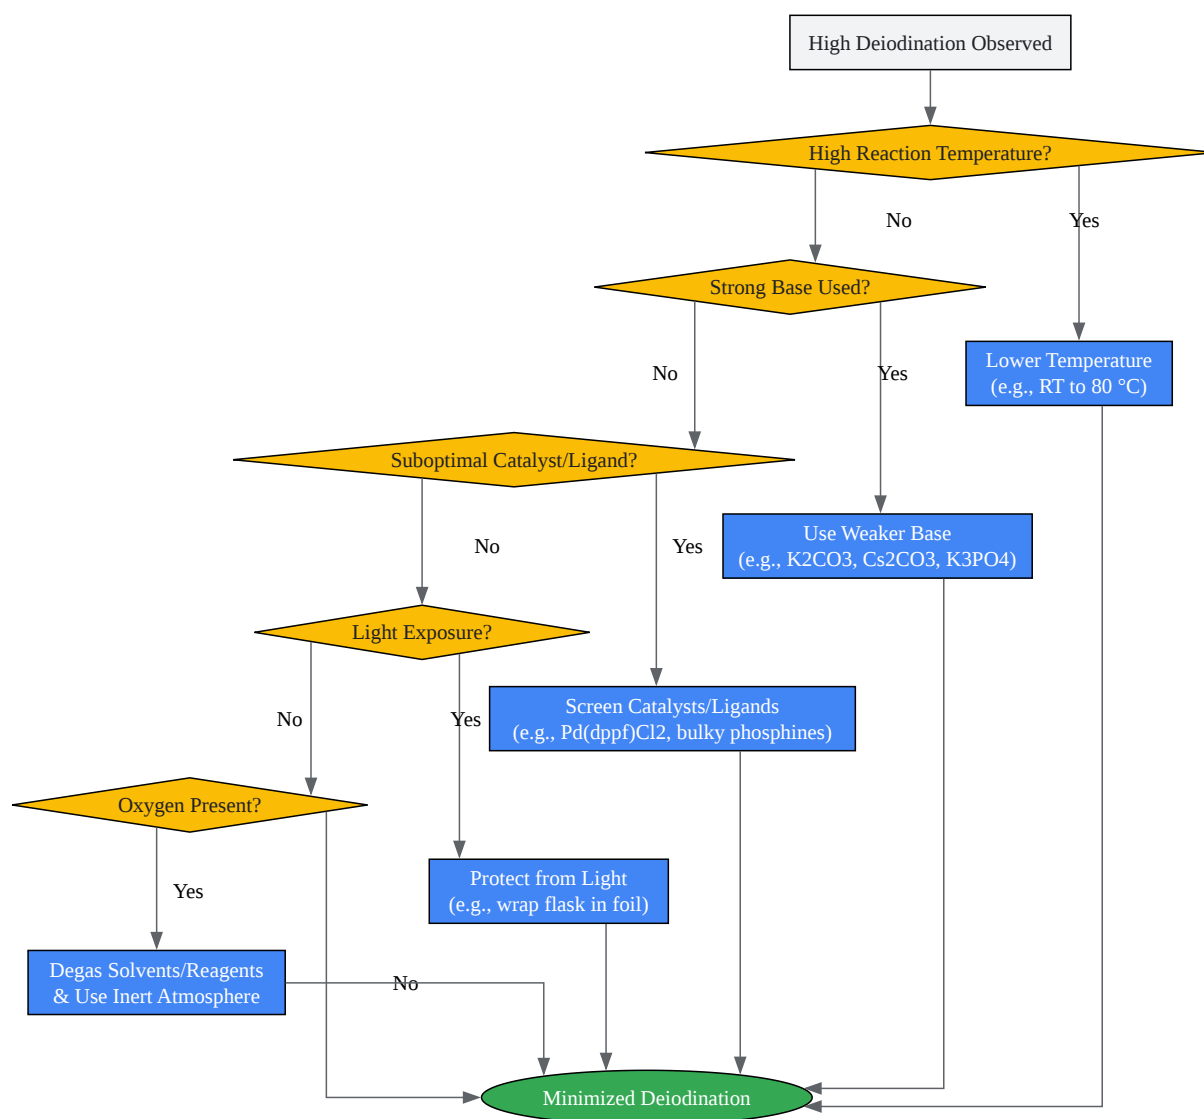 High Deiodination Observed
High Reaction Temperature?
No
Yes
Strong Base Used?
No
Yes
Lower Temperature
(e.g., RT to 80 °C)
Suboptimal Catalyst/Ligand?
No
Yes
Use Weaker Base
(e.g., K2CO3, Cs2CO3, K3PO4)
Light Exposure?
No
Yes
Screen Catalysts/Ligands
(e.g., Pd(dppf)Cl2, bulky phosphines)
Oxygen Present?
Yes
Protect from Light
(e.g., wrap flask in foil)
Degas Solvents/Reagents
& Use Inert Atmosphere
No
Minimized Deiodination